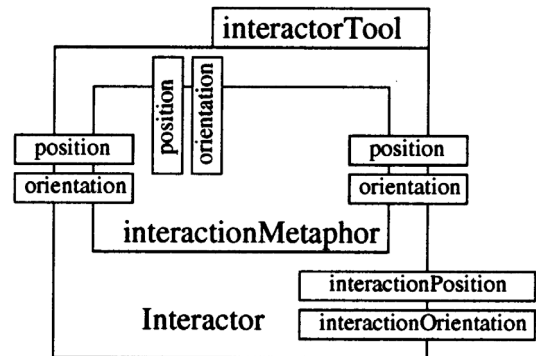 interactorTool
position
orientation
position
orientation
position
orientation
interactionMetaphor
interactionPosition
Interactor
interactionOrientation